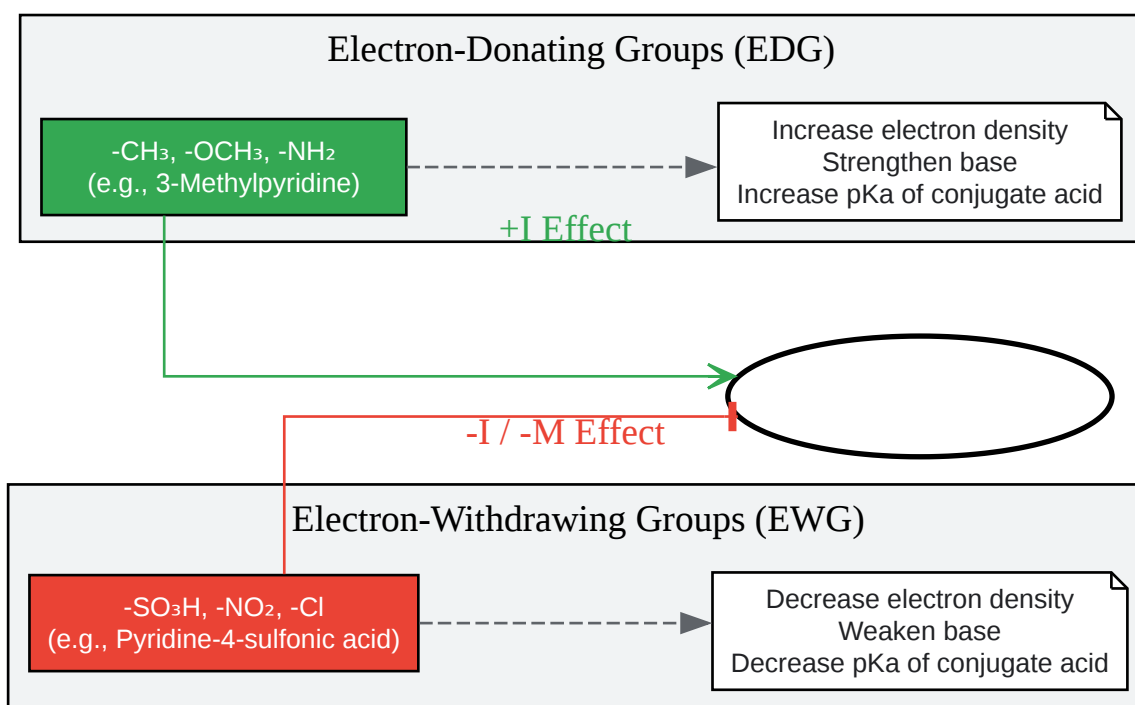 Electron-Donating Groups (EDG)
-CH₃, -OCH₃, -NH₂
(e.g., 3-Methylpyridine)
Increase electron density
Strengthen base
Increase pKa of conjugate acid
+I Effect
-I / -M Effect
Electron-Withdrawing Groups (EWG)
-SO₃H, -NO₂, -Cl
(e.g., Pyridine-4-sulfonic acid)
Decrease electron density
Weaken base
Decrease pKa of conjugate acid